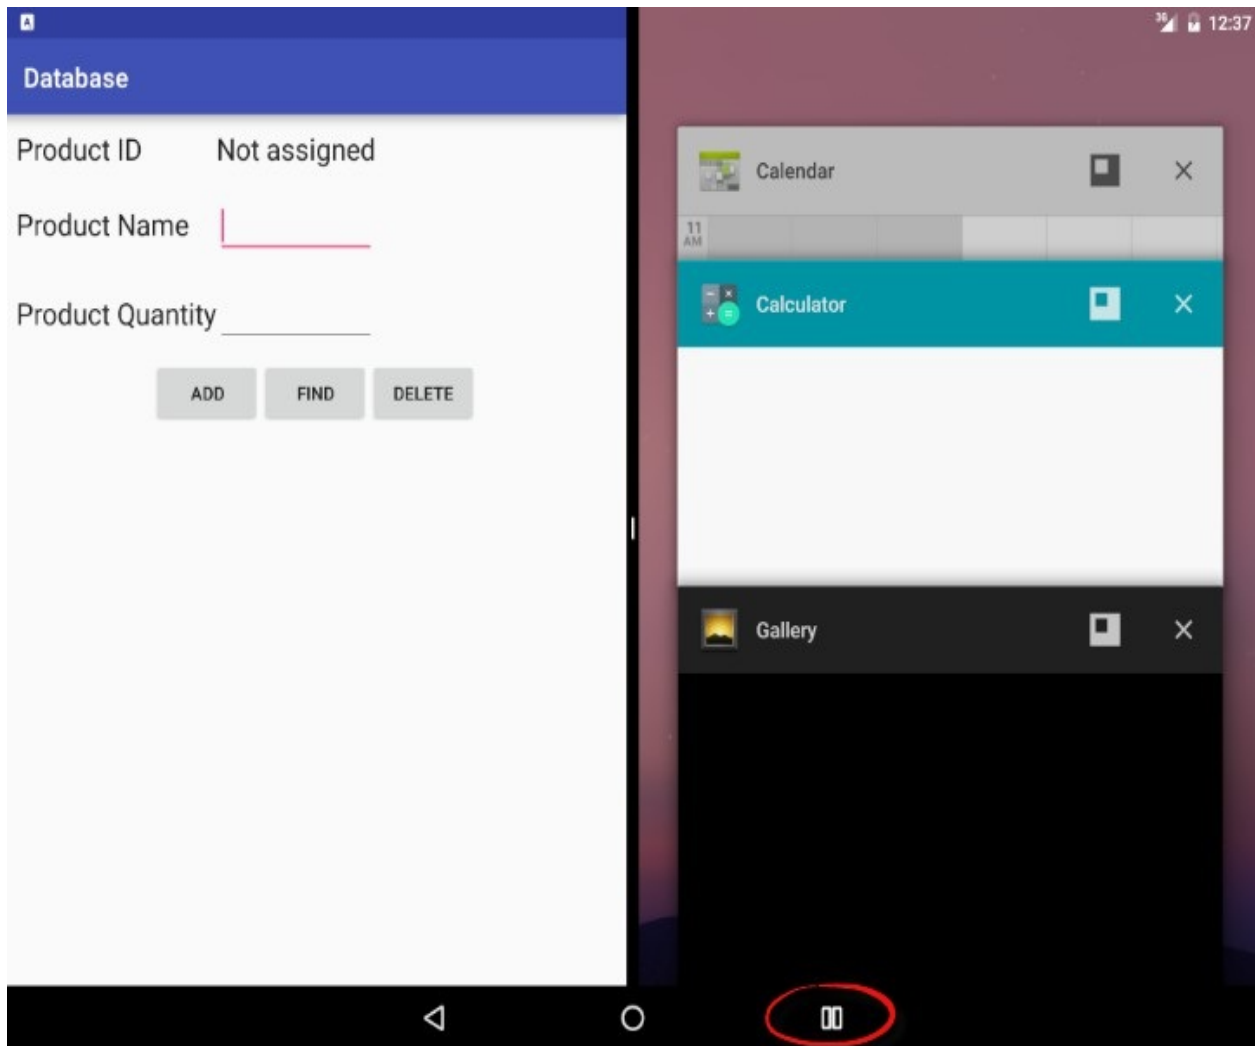 A
Database
Product ID Not assigned
Product Name
Product Quantity
ADD FIND DELETE
3G 12:37
Calendar
11
AM
Calculator
Gallery